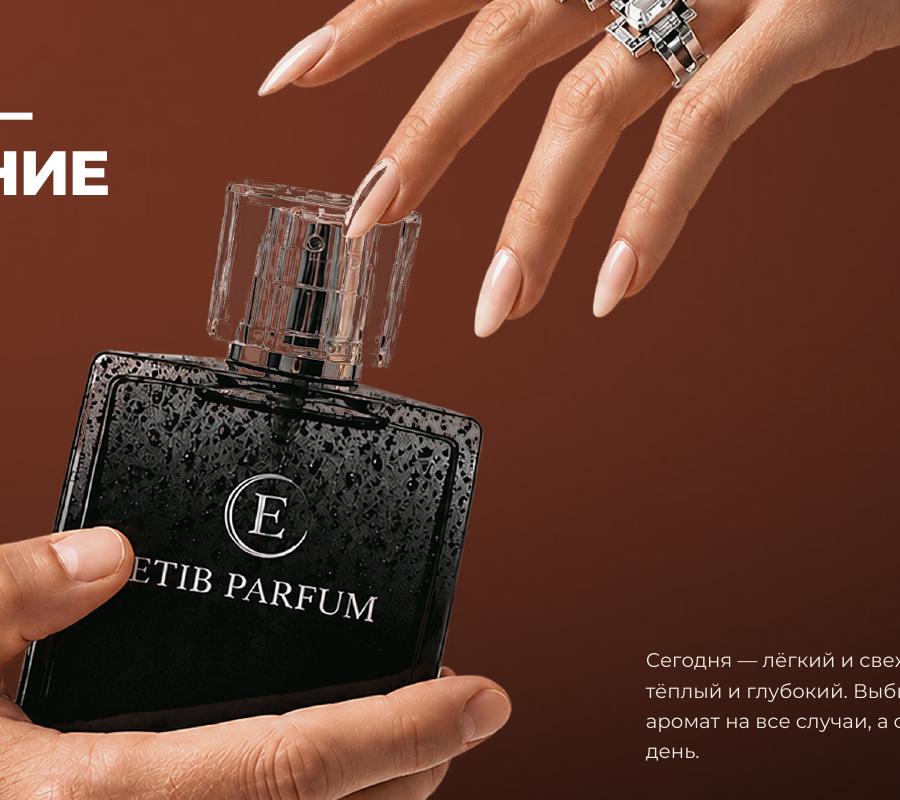 НИЕ
E
ETIB PARFUM
Сегодня — лёгкий и свеж
тёплый и глубокий. Выб
аромат на все случаи, а
день.